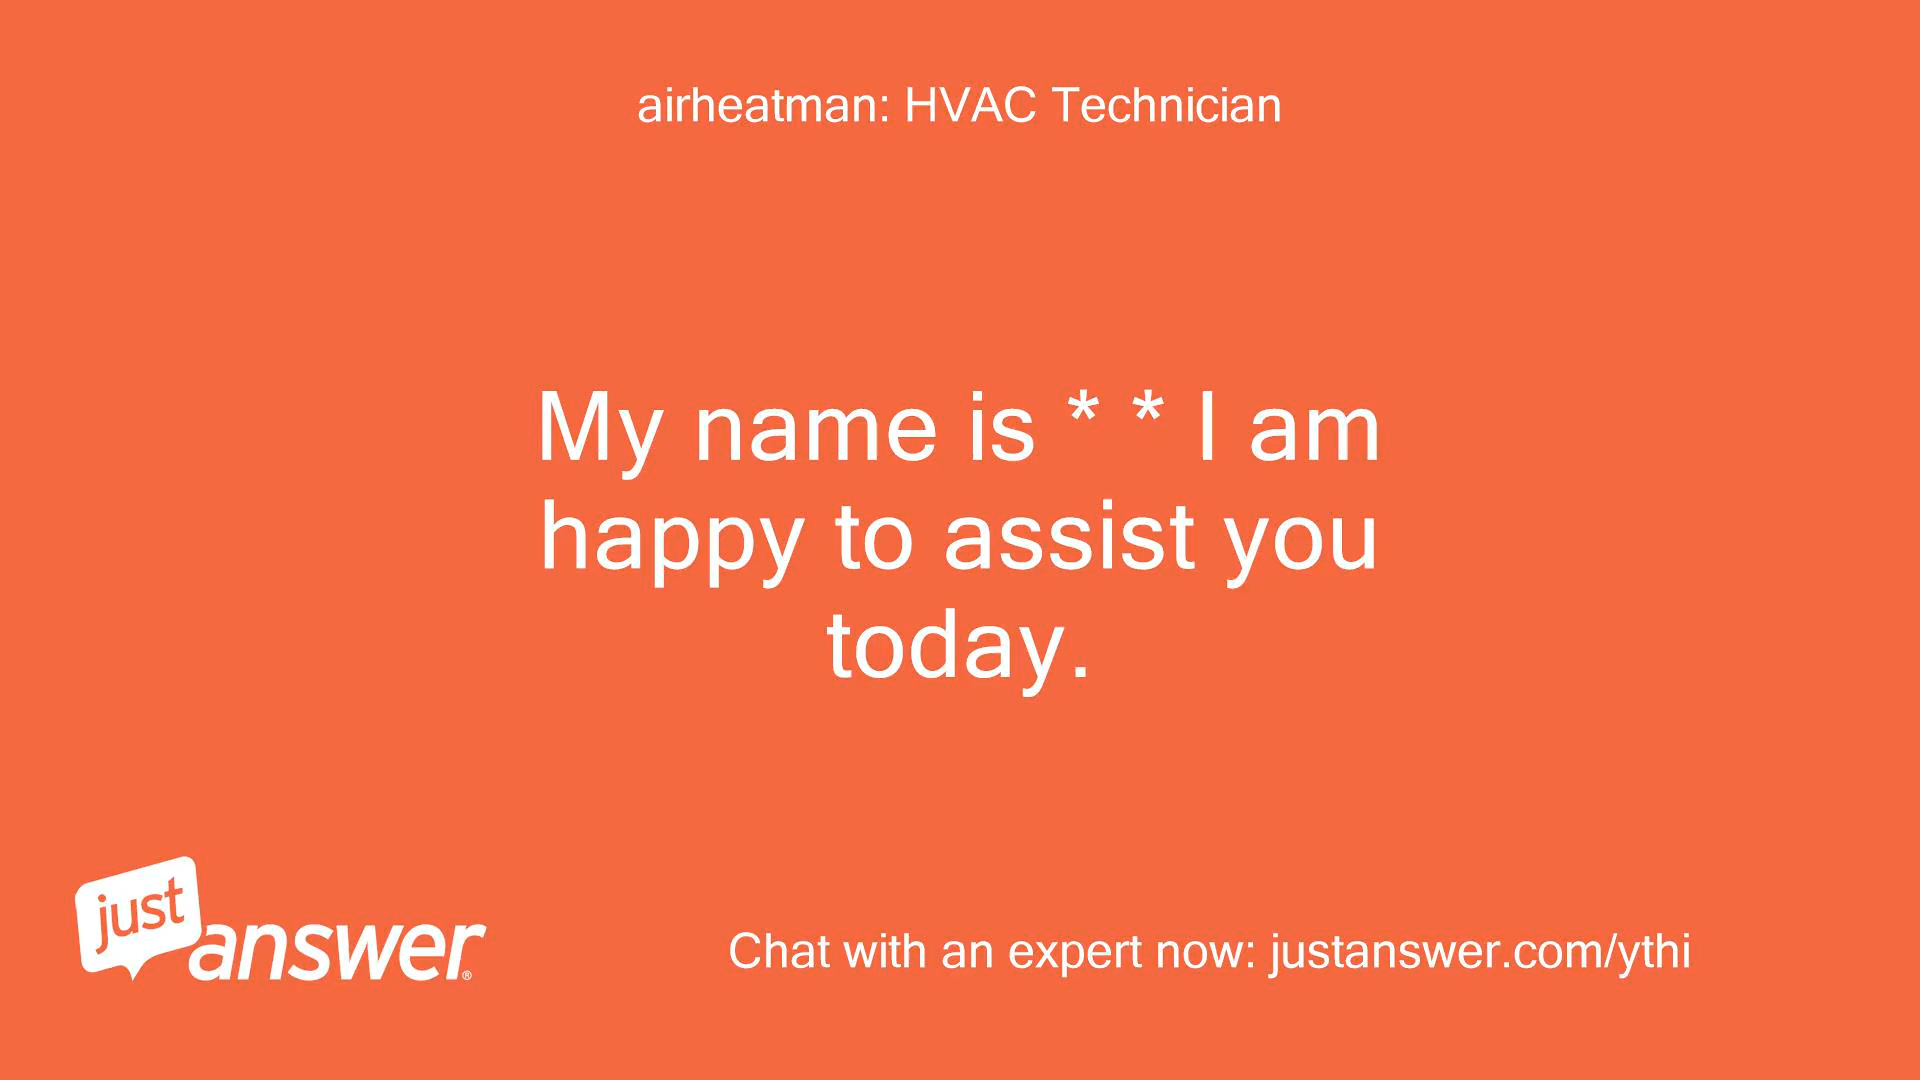 airheatman: HVAC Technician
My name is * * I am
happy to assist you
today.
just
answer®
Chat with an expert now: justanswer.com/ythi